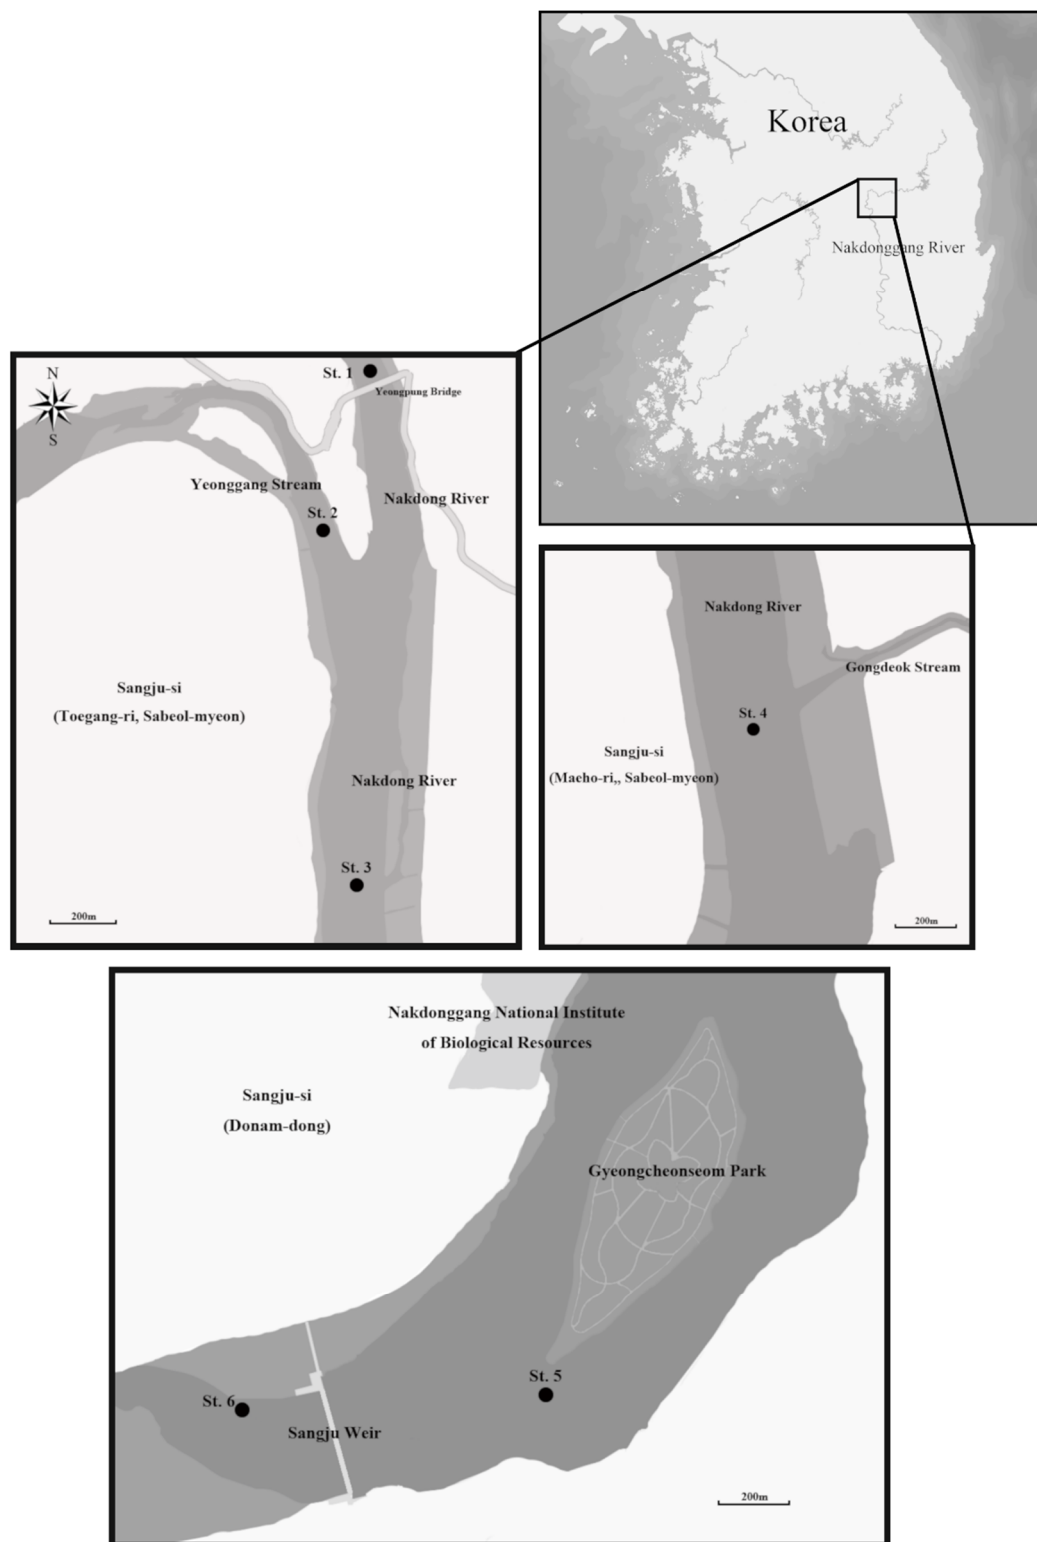 Korea
Nakdonggang River
N
S
St. 1
Yeongpung Bridge
Yeonggang Stream
Nakdong River
St. 2
Sangju-si
(Toegang-ri, Sabeol-myeon)
Nakdong River
St. 3
200m
Nakdong River
Gongdeok Stream
St. 4
Sangju-si
(Maeho-ri,, Sabeol-myeon)
200m
Nakdonggang National Institute
of Biological Resources
Sangju-si
(Donam-dong)
Gyeongcheonseom Park
St. 5
St. 6
Sangju Weir
200m